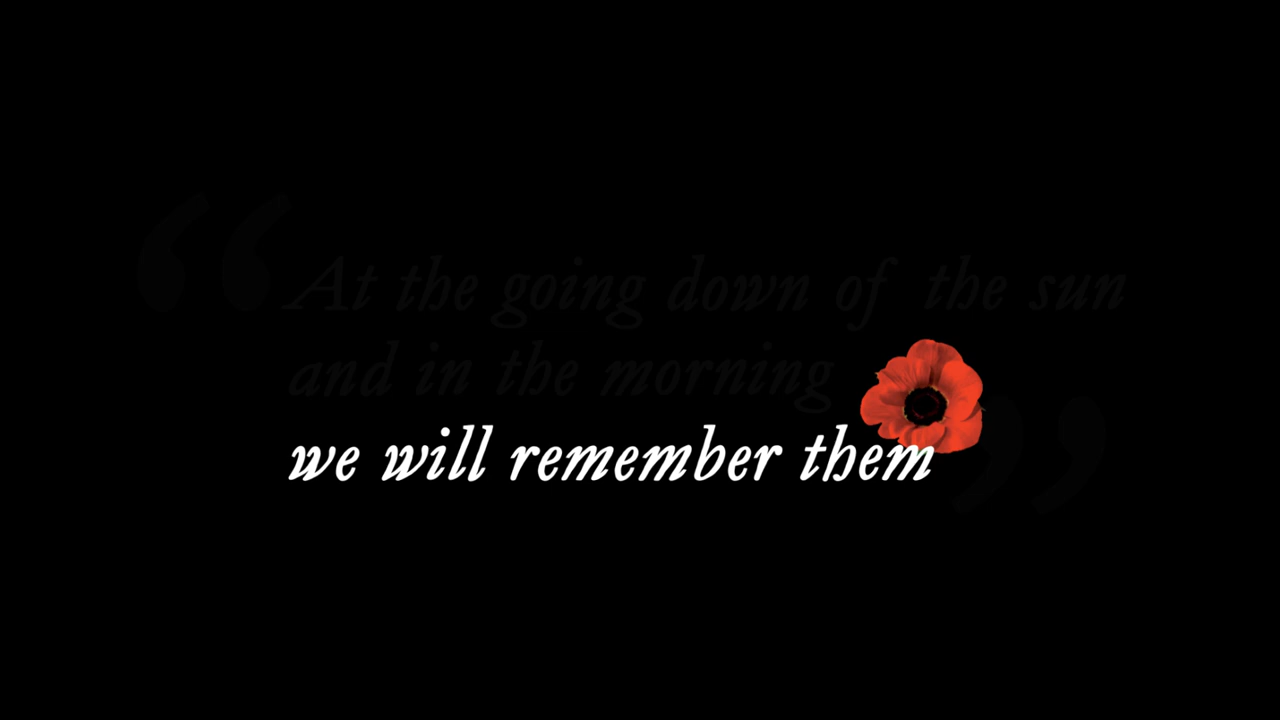 “At the going down of the sun
and in the morning
we will remember them”